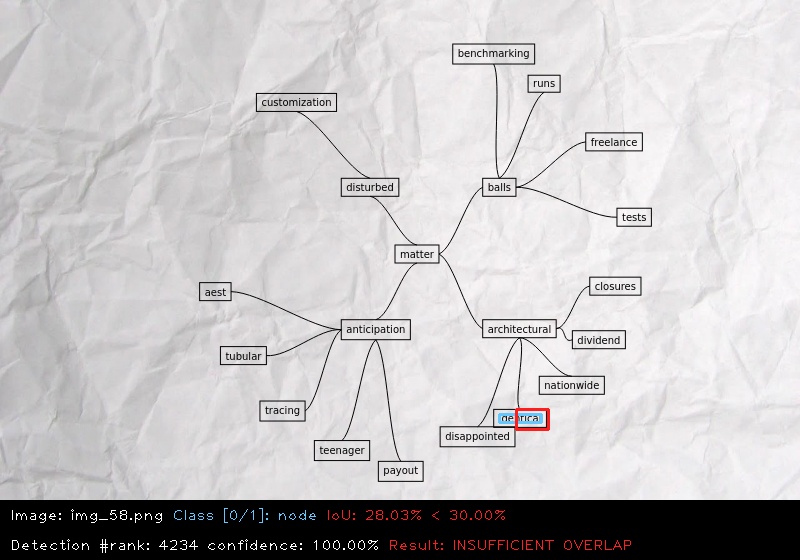 benchmarking
runs
customization
freelance
disturbed
balls
tests
matter
closures
aest
anticipation
architectural
dividend
tubular
nationwide
tracing
disappointed
teenager
payout
Image: img_58.png Class [0/1]: node IoU: 28.03% < 30.00%
Detection #rank: 4234 confidence: 100.00% Result: INSUFFICIENT OVERLAP